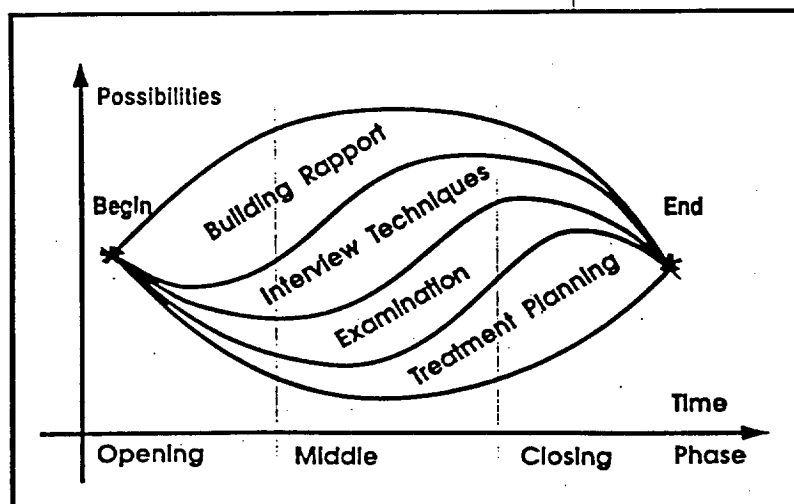 Possibilities
Begin
Building Rapport
Interview Techniques
Examination
Treatment Planning
End
Time
Opening
Middle
Closing
Phase